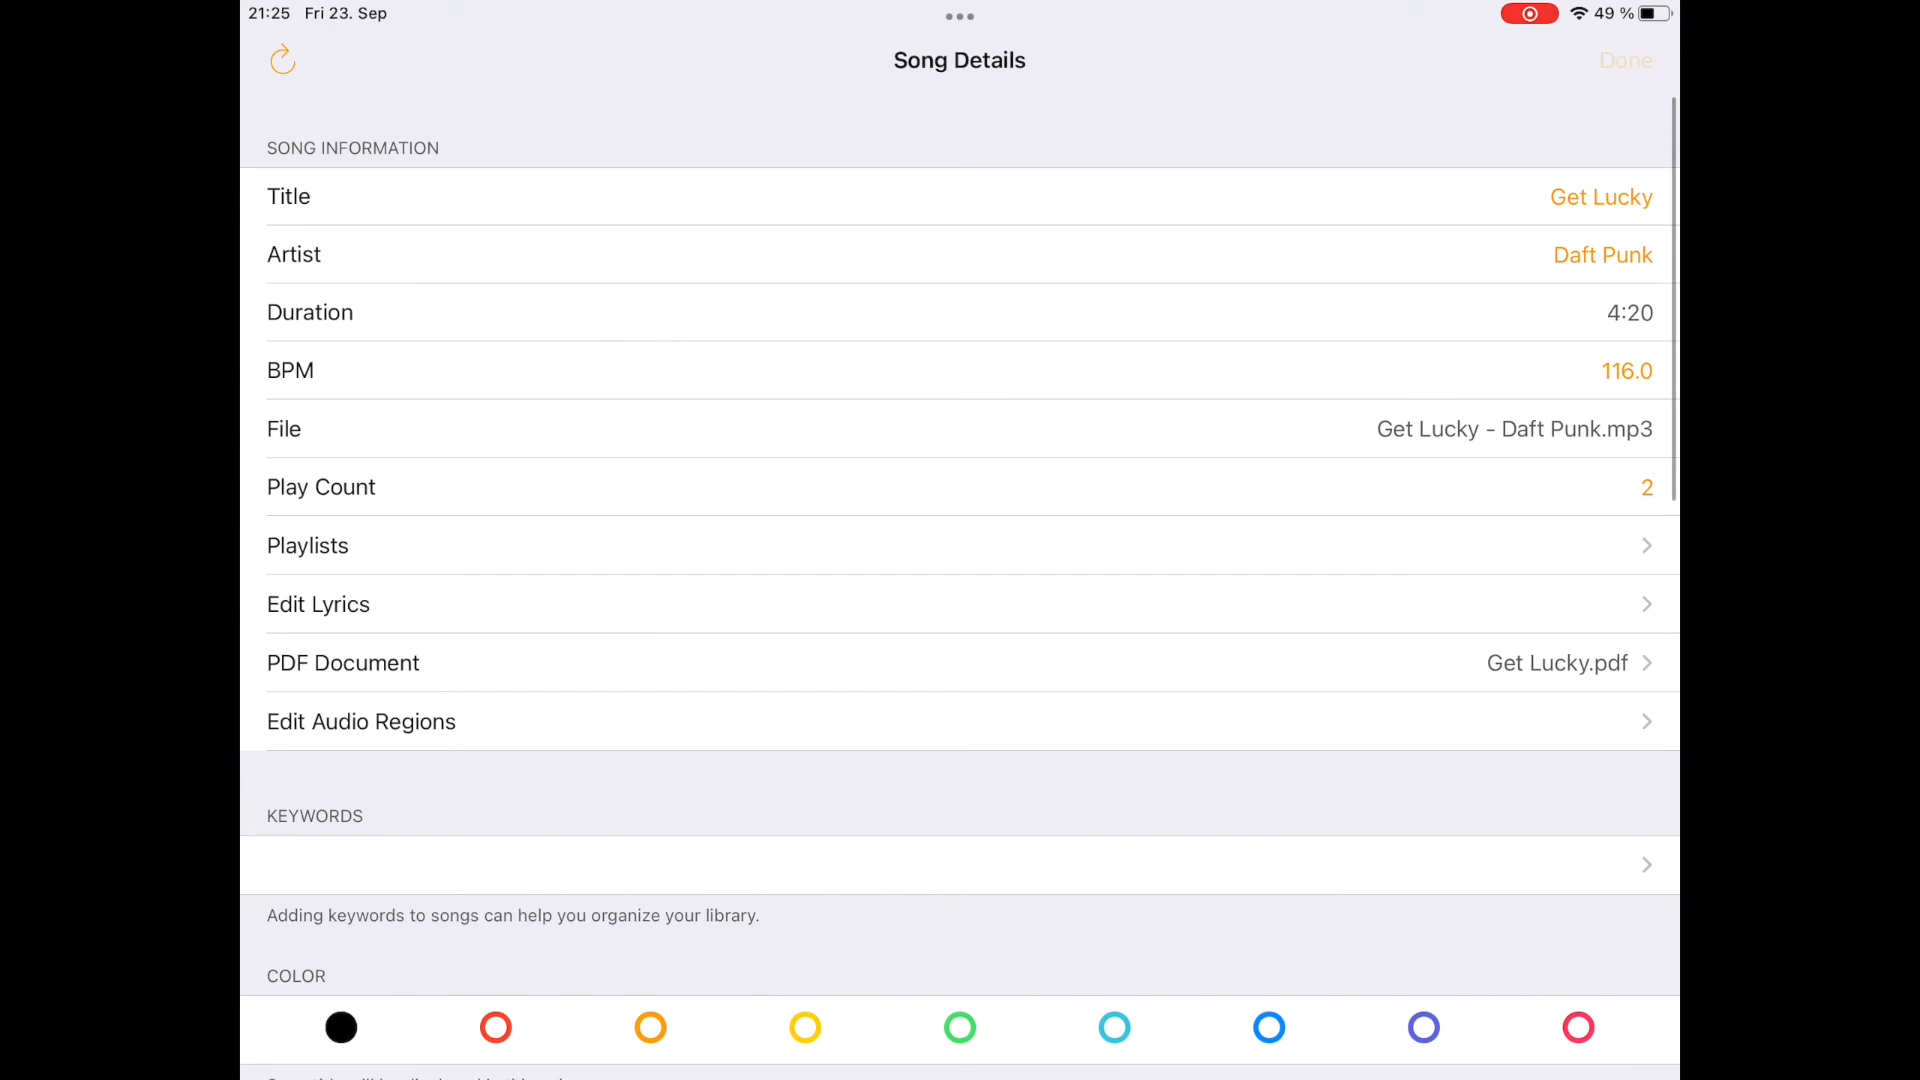 21:25 Fri 23. Sep
49 %
Song Details
Done
SONG INFORMATION
Title Get Lucky
Artist Daft Punk
Duration 4:20
BPM 116.0
File Get Lucky - Daft Punk.mp3
Play Count 2
Playlists
Edit Lyrics
PDF Document Get Lucky.pdf
Edit Audio Regions
KEYWORDS
Adding keywords to songs can help you organize your library.
COLOR